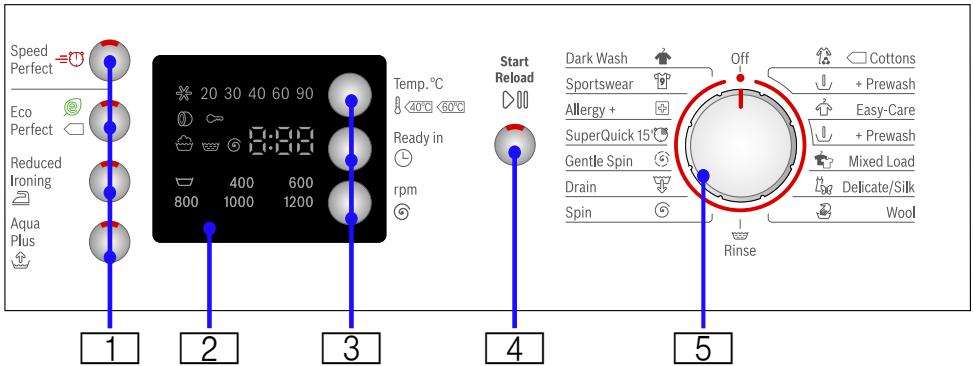 Speed
Perfect
Eco
Perfect
Reduced
Ironing
Aqua
Plus
20 30 40 60 90
8:88
400 600
800 1000 1200
Temp. °C
40°C 60°C
Ready in
rpm
Start
Reload
Dark Wash
Sportswear
9
Allergy +
SuperQuick 15'
Gentle Spin
Drain
Spin
Off
Rinse
Cottons
+ Prewash
I
Easy-Care
+ Prewash
I
Mixed Load
Delicate/Silk
Wool
1 2 3 4 5